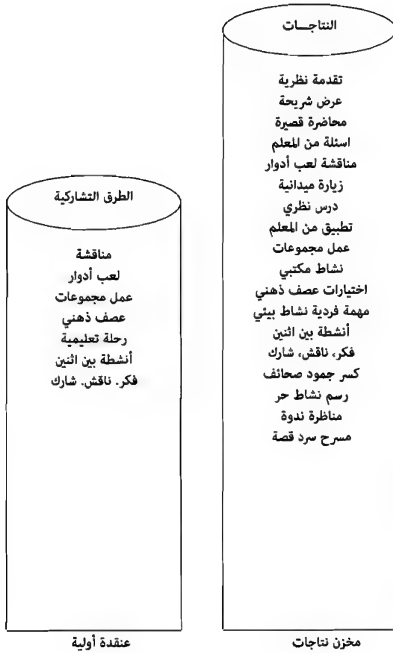 النتاجــات
تقدمة نظرية
عرض شريحة
محاضرة قصيرة
اسئلة من المعلم
مناقشة لعب أدوار
زيارة ميدانية
درس نظري
تطبيق من المعلم
عمل مجموعات
نشاط مكتبي
اختيارات عصف ذهني
مهمة فردية نشاط بيئي
أنشطة بين اثنين
فكر، ناقش، شارك
كسر جمود صحائف
رسم نشاط حر
مناظرة ندوة
مسرح سرد قصة
مخزن نتاجات
الطرق التشاركية
مناقشة
لعب أدوار
عمل مجموعات
عصف ذهني
رحلة تعليمية
أنشطة بين اثنين
فكر. ناقش. شارك
عنقدة أولية